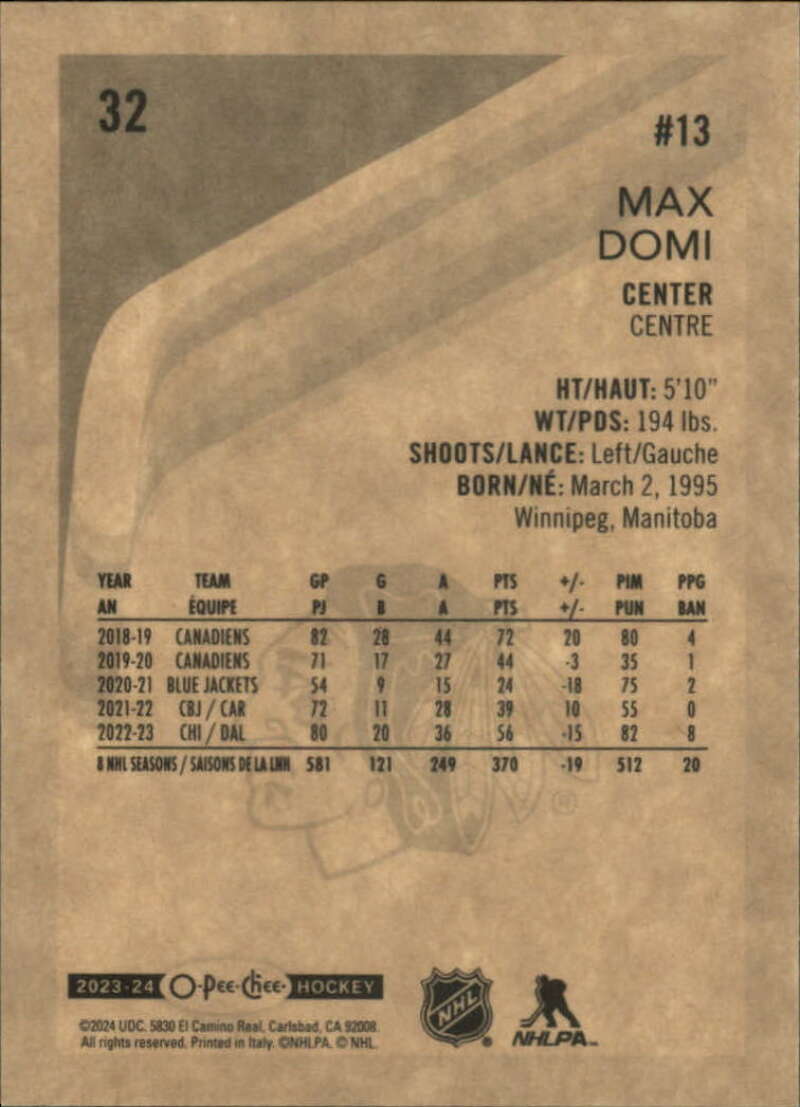 32
#13
MAX
DOMI
CENTER
CENTRE
HT/HAUT: 5'10"
WT/PDS: 194 lbs.
SHOOTS/LANCE: Left/Gauche
BORN/NÉ: March 2, 1995
Winnipeg, Manitoba
YEAR TEAM GP G A PTS +/- PIM PPG
AN ÉQUIPE PJ B A PTS +/- PUN BAN
2018-19 CANADIENS 82 28 44 72 20 80 4
2019-20 CANADIENS 71 17 27 44 -3 35 1
2020-21 BLUE JACKETS 54 9 15 24 -18 75 2
2021-22 CBJ / CAR 72 11 28 39 10 55 0
2022-23 CHI / DAL 80 20 36 56 -15 82 8
8 NHL SEASONS / SAISONS DE LA LNH 581 121 249 370 -19 512 20
2023-24 O-Pee-Chee HOCKEY
©2024 UDC. 5830 El Camino Real, Carlsbad, CA 92008.
All rights reserved. Printed in Italy. ©NHLPA. © NHL.
NHL
NHLPA